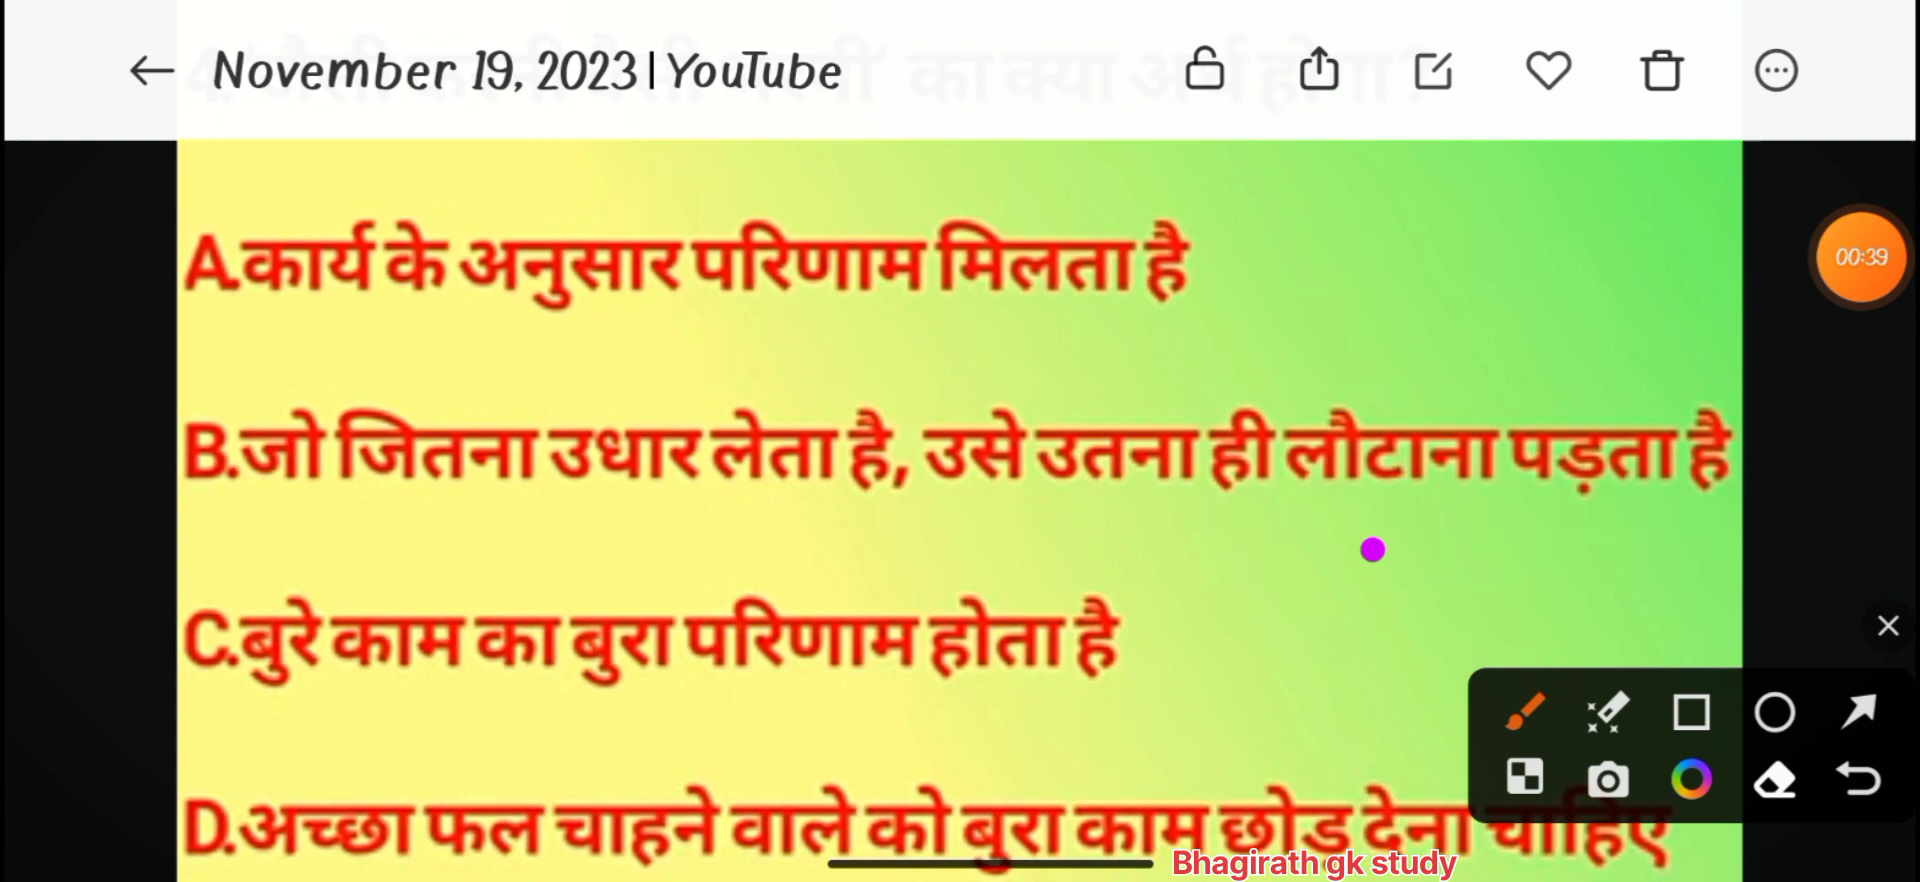 November 19, 2023 | YouTube
का क्या अर्थ होगा ?
00:39
A.कार्य के अनुसार परिणाम मिलता है
B.जो जितना उधार लेता है, उसे उतना ही लौटाना पड़ता है
C.बुरे काम का बुरा परिणाम होता है
D.अच्छा फल चाहने वाले को बुरा काम छोड़ देना चाहिए
Bhagirath gk study